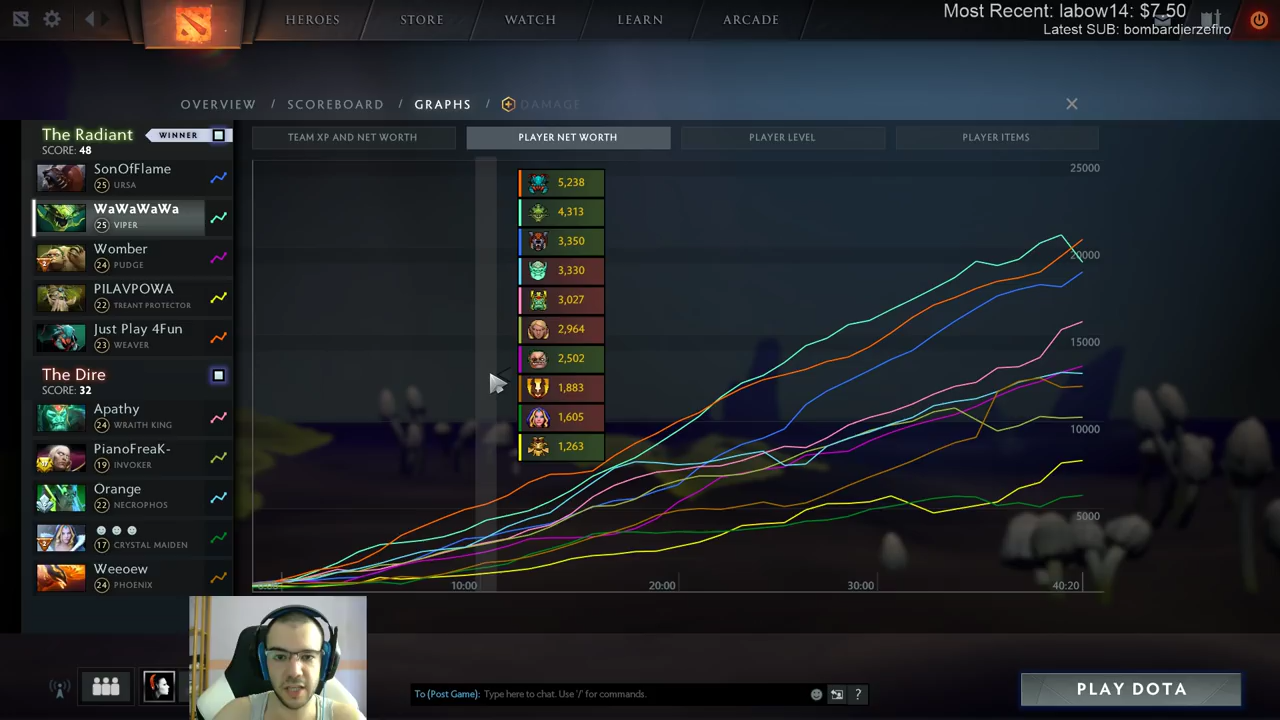 HEROES
STORE
WATCH
LEARN
ARCADE
Most Recent: labow14: $7.50
Latest SUB: bombardierzefiro
OVERVIEW / SCOREBOARD / GRAPHS / DAMAGE
The Radiant
WINNER
SCORE: 48
SonOfFlame
25 URSA
WaWaWaWa
25 VIPER
Womber
24 PUDGE
PILAVPOWA
22 TREANT PROTECTOR
Just Play 4Fun
23 WEAVER
The Dire
SCORE: 32
Apathy
24 WRAITH KING
PianoFreaK-
19 INVOKER
Orange
22 NECROPHOS
17 CRYSTAL MAIDEN
Weeoew
24 PHOENIX
TEAM XP AND NET WORTH
PLAYER NET WORTH
PLAYER LEVEL
PLAYER ITEMS
5,238
4,313
3,350
3,330
3,027
2,964
2,502
1,883
1,605
1,263
25000
20000
15000
10000
5000
10:00
20:00
30:00
40:20
To (Post Game): Type here to chat. Use '/' for commands.
?
PLAY DOTA